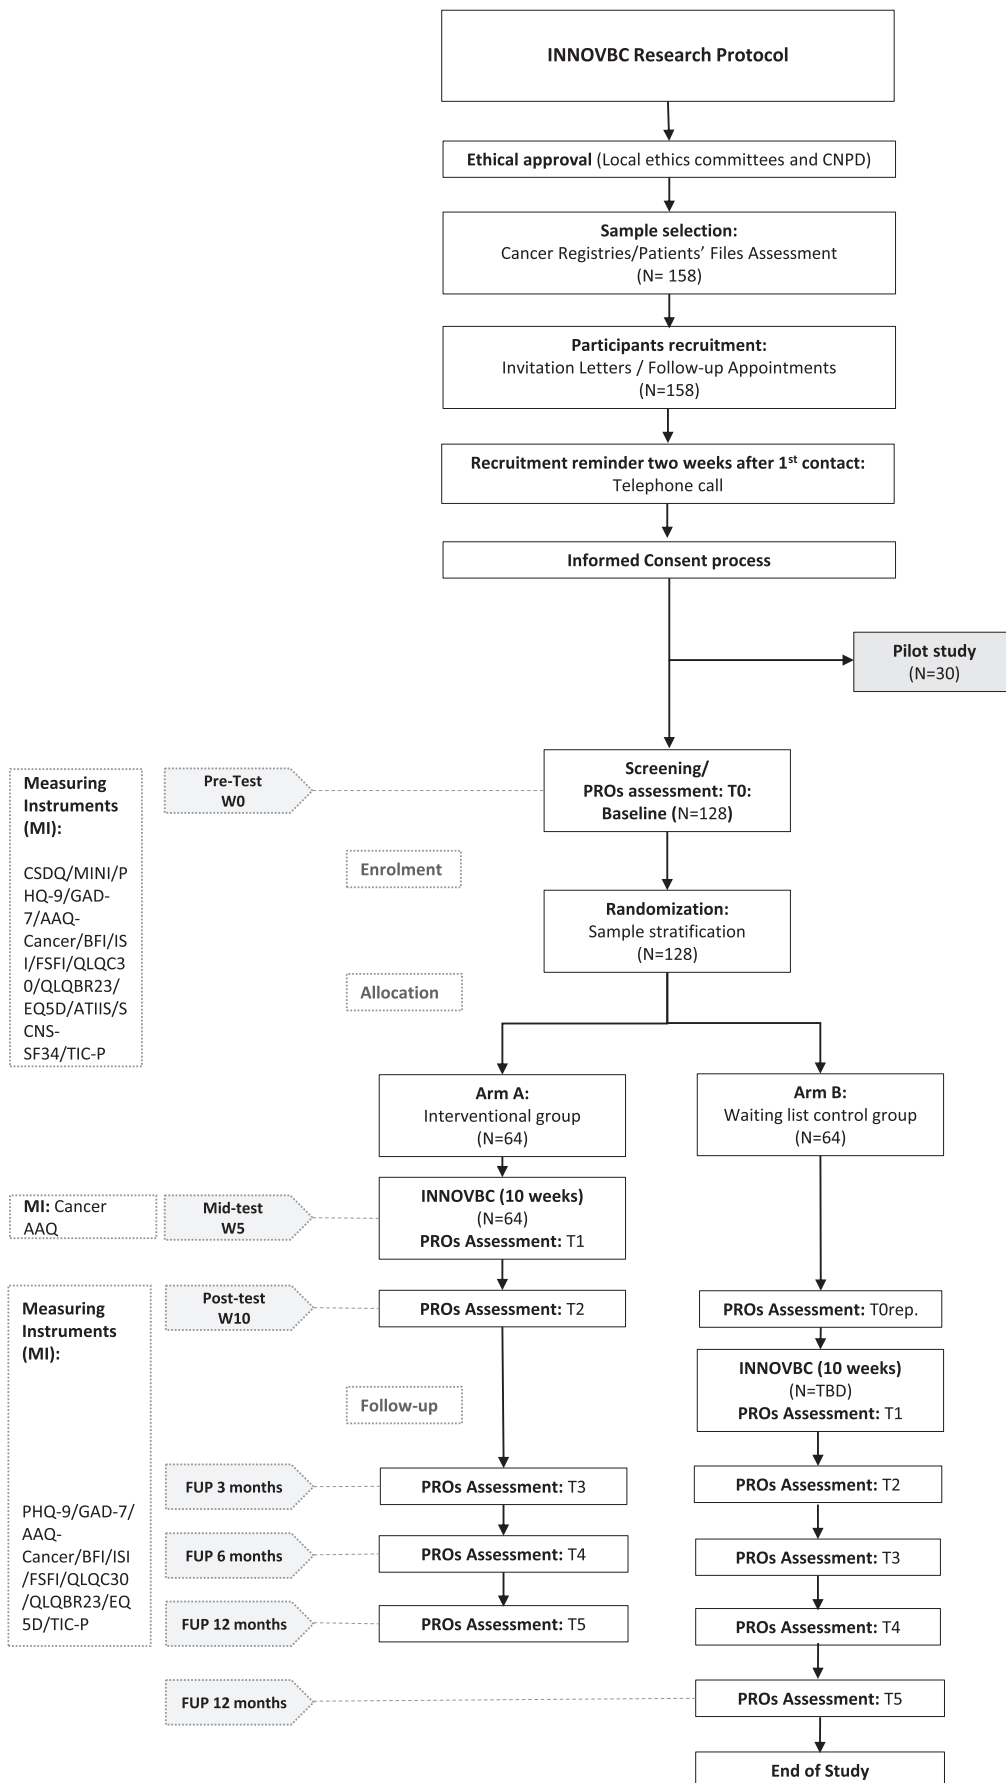 INNOVBC Research Protocol
Ethical approval (Local ethics committees and CNPD)
Sample selection:
Cancer Registries/Patients’ Files Assessment
(N= 158)
Participants recruitment:
Invitation Letters / Follow-up Appointments
(N=158)
Recruitment reminder two weeks after 1st contact:
Telephone call
Informed Consent process
Pilot study
(N=30)
Measuring
Instruments
(MI):
CSDQ/MINI/P
HQ-9/GAD-
7/AAQ-
Cancer/BFI/IS
I/FSFI/QLQC3
0/QLQBR23/
EQ5D/ATIIS/S
CNS-
SF34/TIC-P
Pre-Test
W0
Screening/
PROs assessment: T0:
Baseline (N=128)
Enrolment
Randomization:
Sample stratification
(N=128)
Allocation
Arm A:
Interventional group
(N=64)
Arm B:
Waiting list control group
(N=64)
MI: Cancer
AAQ
Mid-test
W5
INNOVBC (10 weeks)
(N=64)
PROs Assessment: T1
Measuring
Instruments
(MI):
PHQ-9/GAD-7/
AAQ-
Cancer/BFI/ISI
/FSFI/QLQC30
/QLQBR23/EQ
5D/TIC-P
Post-test
W10
PROs Assessment: T2
PROs Assessment: T0rep.
INNOVBC (10 weeks)
(N=TBD)
PROs Assessment: T1
Follow-up
FUP 3 months
PROs Assessment: T3
PROs Assessment: T2
FUP 6 months
PROs Assessment: T4
PROs Assessment: T3
FUP 12 months
PROs Assessment: T5
PROs Assessment: T4
FUP 12 months
PROs Assessment: T5
End of Study